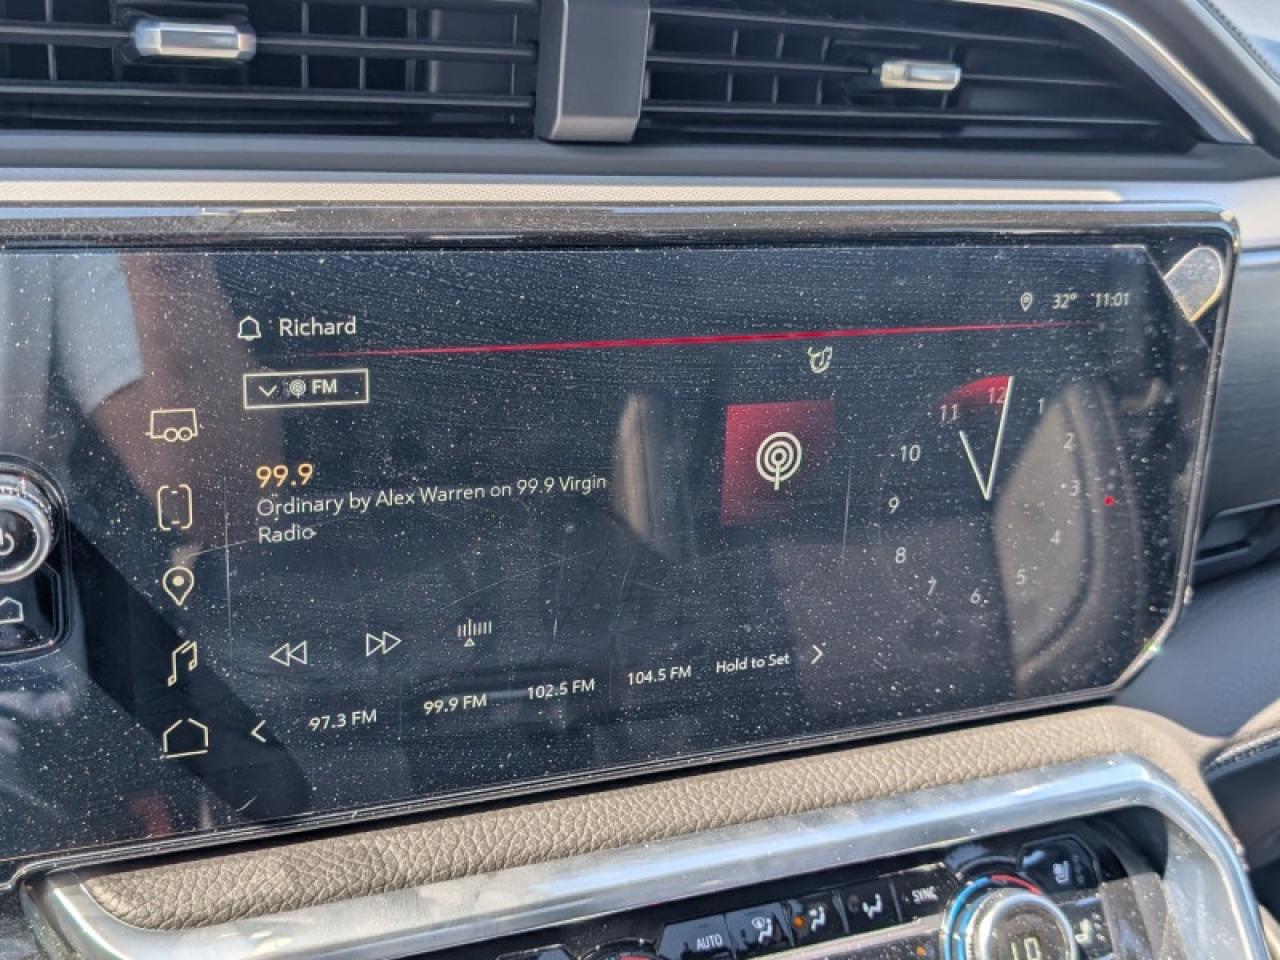 Richard
32° 11:01
FM
99.9
Ordinary by Alex Warren on 99.9 Virgin
Radio
12
1
2
3
4
5
6
7
8
9
10
11
97.3 FM
99.9 FM
102.5 FM
104.5 FM
Hold to Set
AUTO
SYNC